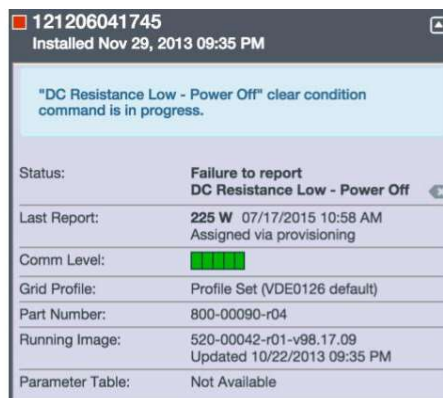 121206041745
Installed Nov 29, 2013 09:35 PM
"DC Resistance Low - Power Off" clear condition
command is in progress.
Status: Failure to report
DC Resistance Low - Power Off
Last Report: 225 W 07/17/2015 10:58 AM
Assigned via provisioning
Comm Level:
Grid Profile: Profile Set (VDE0126 default)
Part Number: 800-00090-r04
Running Image: 520-00042-r01-v98.17.09
Updated 10/22/2013 09:35 PM
Parameter Table: Not Available